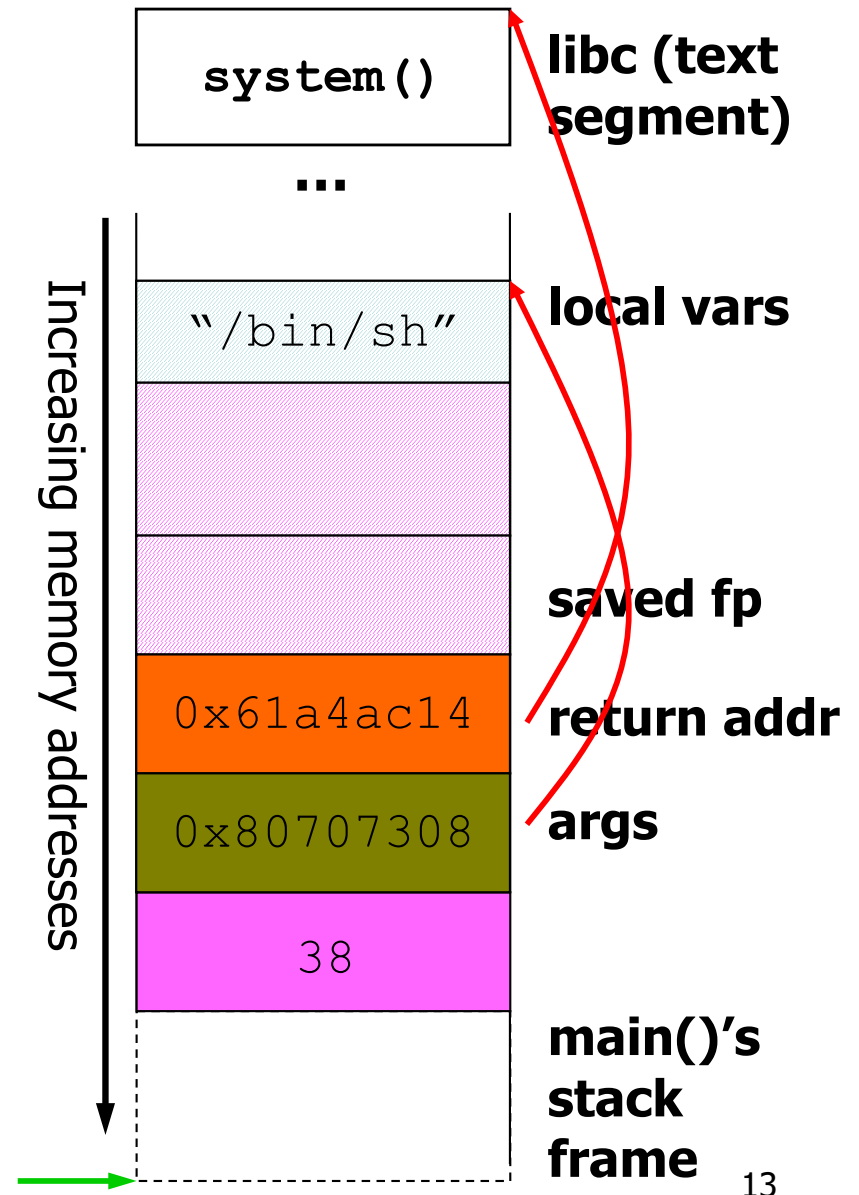 system()
libc (text
segment)
...
Increasing memory addresses
“/bin/sh”
local vars
saved fp
0x61a4ac14
return addr
0x80707308
args
38
main()’s
stack
frame
13